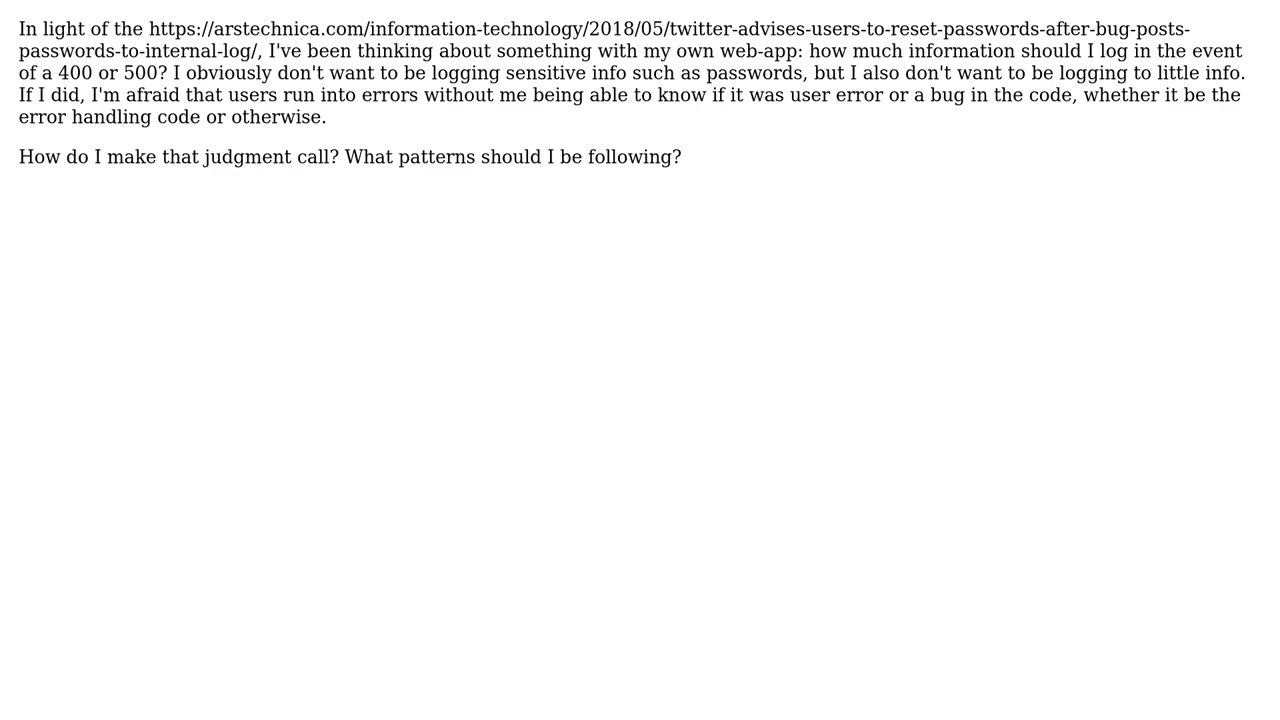 In light of the https://arstechnica.com/information-technology/2018/05/twitter-advises-users-to-reset-passwords-after-bug-posts-
passwords-to-internal-log/, I've been thinking about something with my own web-app: how much information should I log in the event
of a 400 or 500? I obviously don't want to be logging sensitive info such as passwords, but I also don't want to be logging to little info.
If I did, I'm afraid that users run into errors without me being able to know if it was user error or a bug in the code, whether it be the
error handling code or otherwise.
How do I make that judgment call? What patterns should I be following?